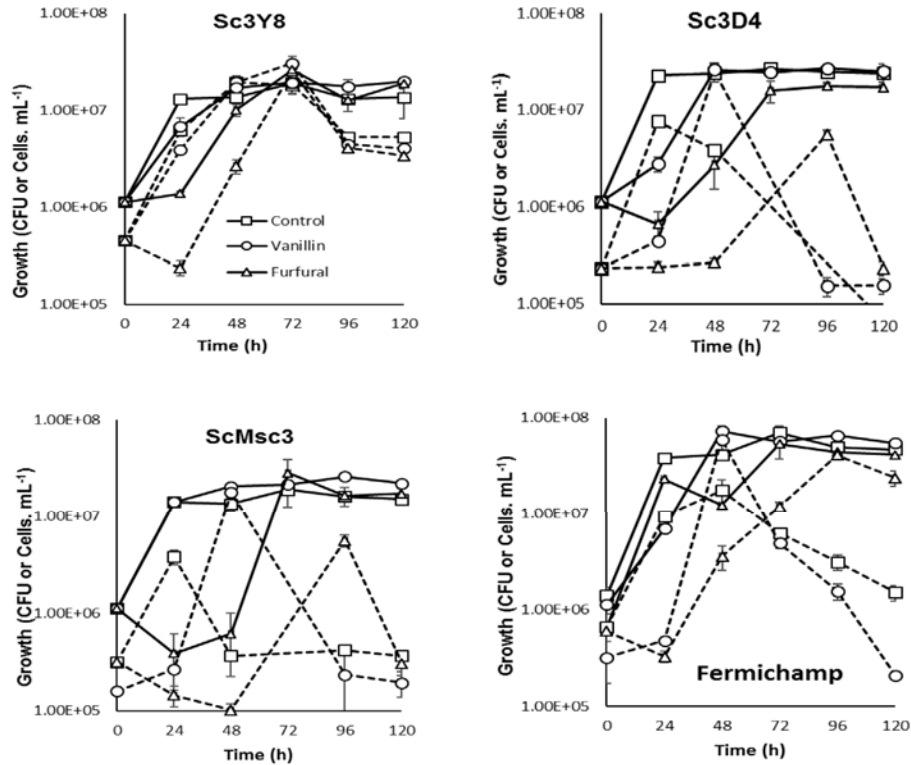 Sc3Y8
Growth (CFU or Cells. mL⁻¹)
1.00E+08
1.00E+07
1.00E+06
1.00E+05
Control
Vanillin
Furfural
0 24 48 72 96 120
Time (h)
Sc3D4
Growth (CFU or Cells. mL⁻¹)
1.00E+08
1.00E+07
1.00E+06
1.00E+05
0 24 48 72 96 120
Time (h)
ScMsc3
Growth (CFU or Cells. mL⁻¹)
1.00E+08
1.00E+07
1.00E+06
1.00E+05
0 24 48 72 96 120
Time (h)
Growth (CFU or Cells. mL⁻¹)
1.00E+08
1.00E+07
1.00E+06
1.00E+05
Fermichamp
0 24 48 72 96 120
Time (h)